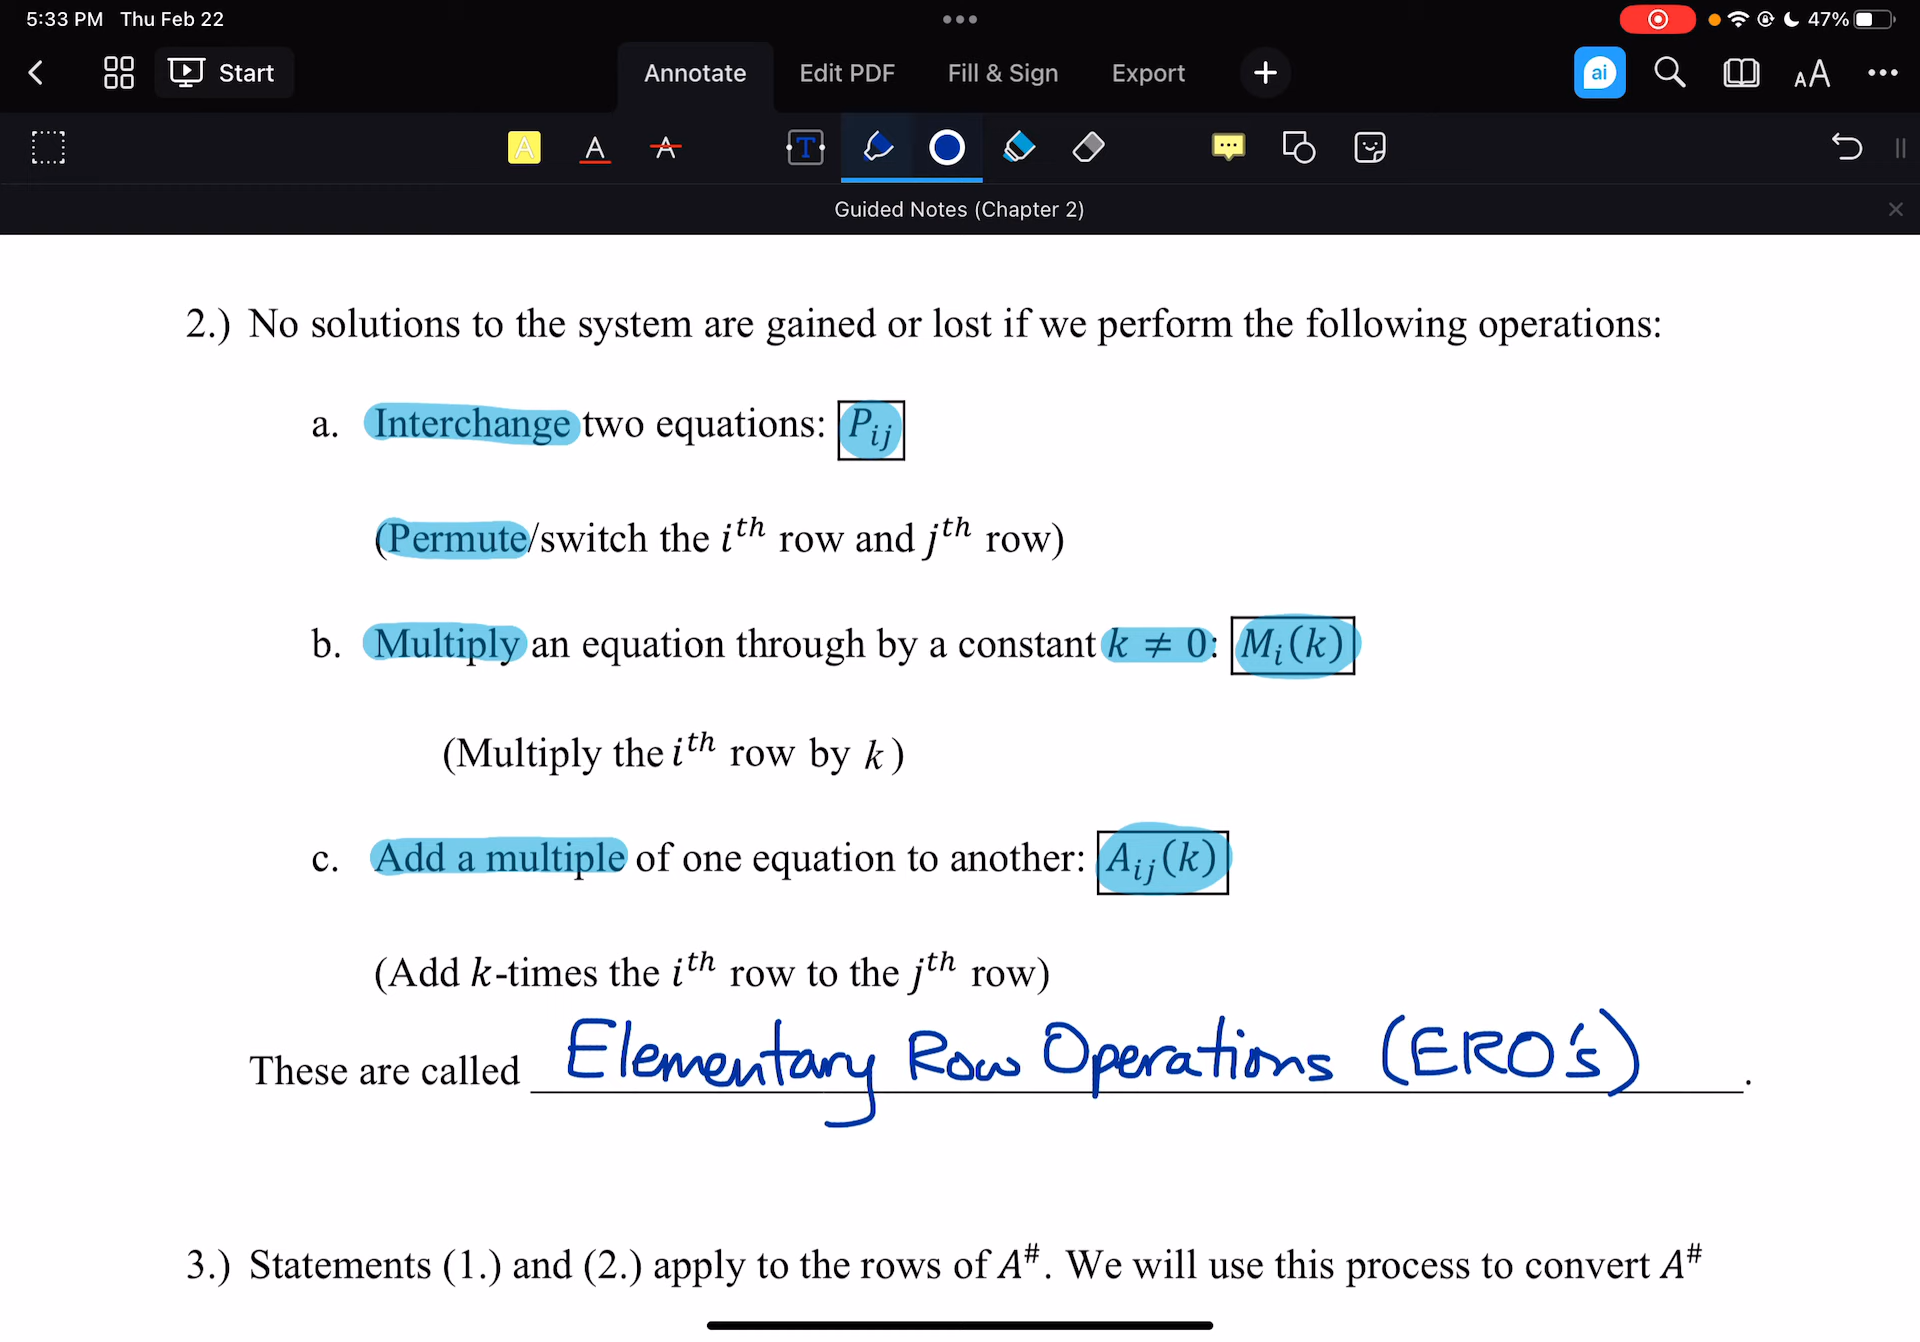 5:33 PM Thu Feb 22 47%
Start Annotate Edit PDF Fill & Sign Export ai AA
A A A T
Guided Notes (Chapter 2)
2.) No solutions to the system are gained or lost if we perform the following operations:
a. Interchange two equations: P_{ij}
(Permute/switch the i^{th} row and j^{th} row)
b. Multiply an equation through by a constant k ≠ 0: M_i(k)
(Multiply the i^{th} row by k)
c. Add a multiple of one equation to another: A_{ij}(k)
(Add k-times the i^{th} row to the j^{th} row)
These are called Elementary Row Operations (ERO's).
3.) Statements (1.) and (2.) apply to the rows of A^#. We will use this process to convert A^#